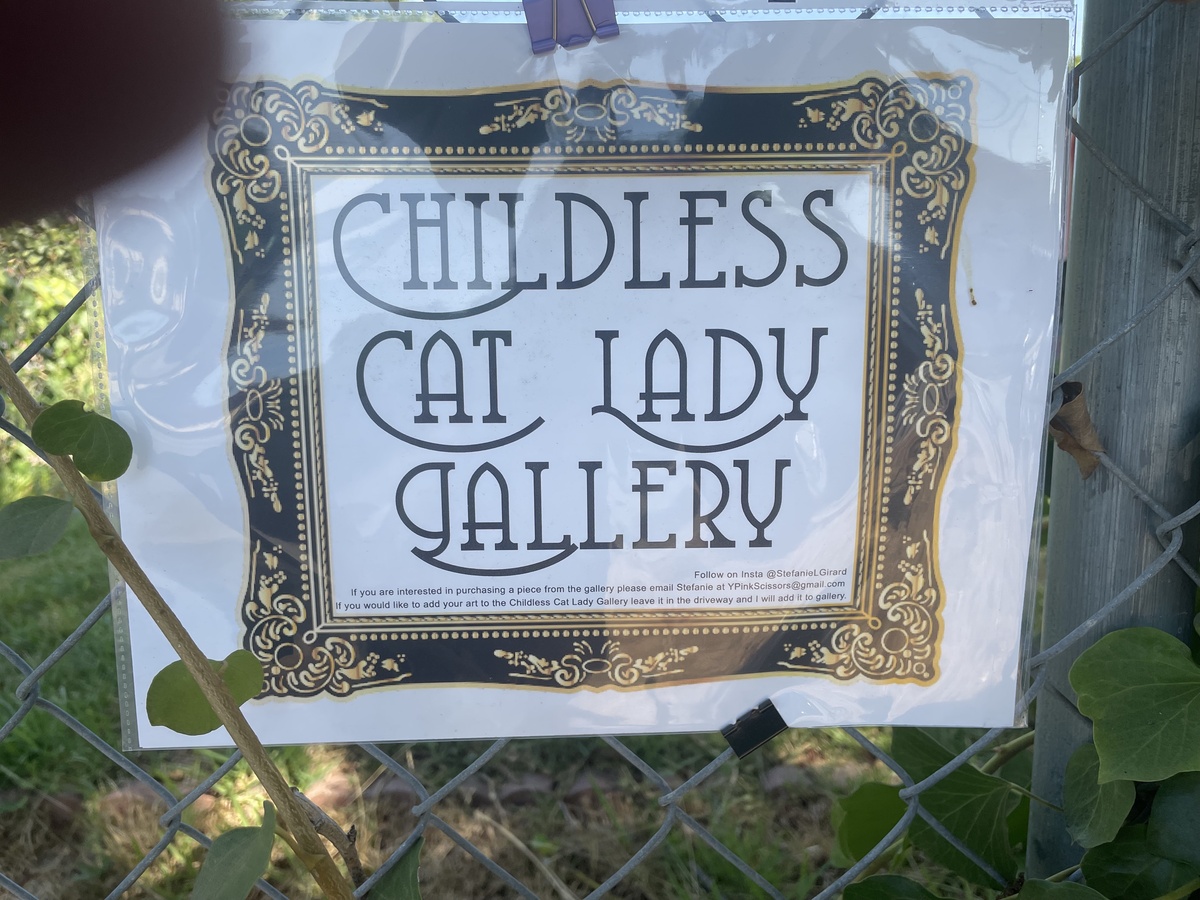 CHILDLESS
CAT LADY
GALLERY
Follow on Insta @StefanieLGirard
If you are interested in purchasing a piece from the gallery please email Stefanie at YPinkScissors@gmail.com
If you would like to add your art to the Childless Cat Lady Gallery leave it in the driveway and I will add it to gallery.